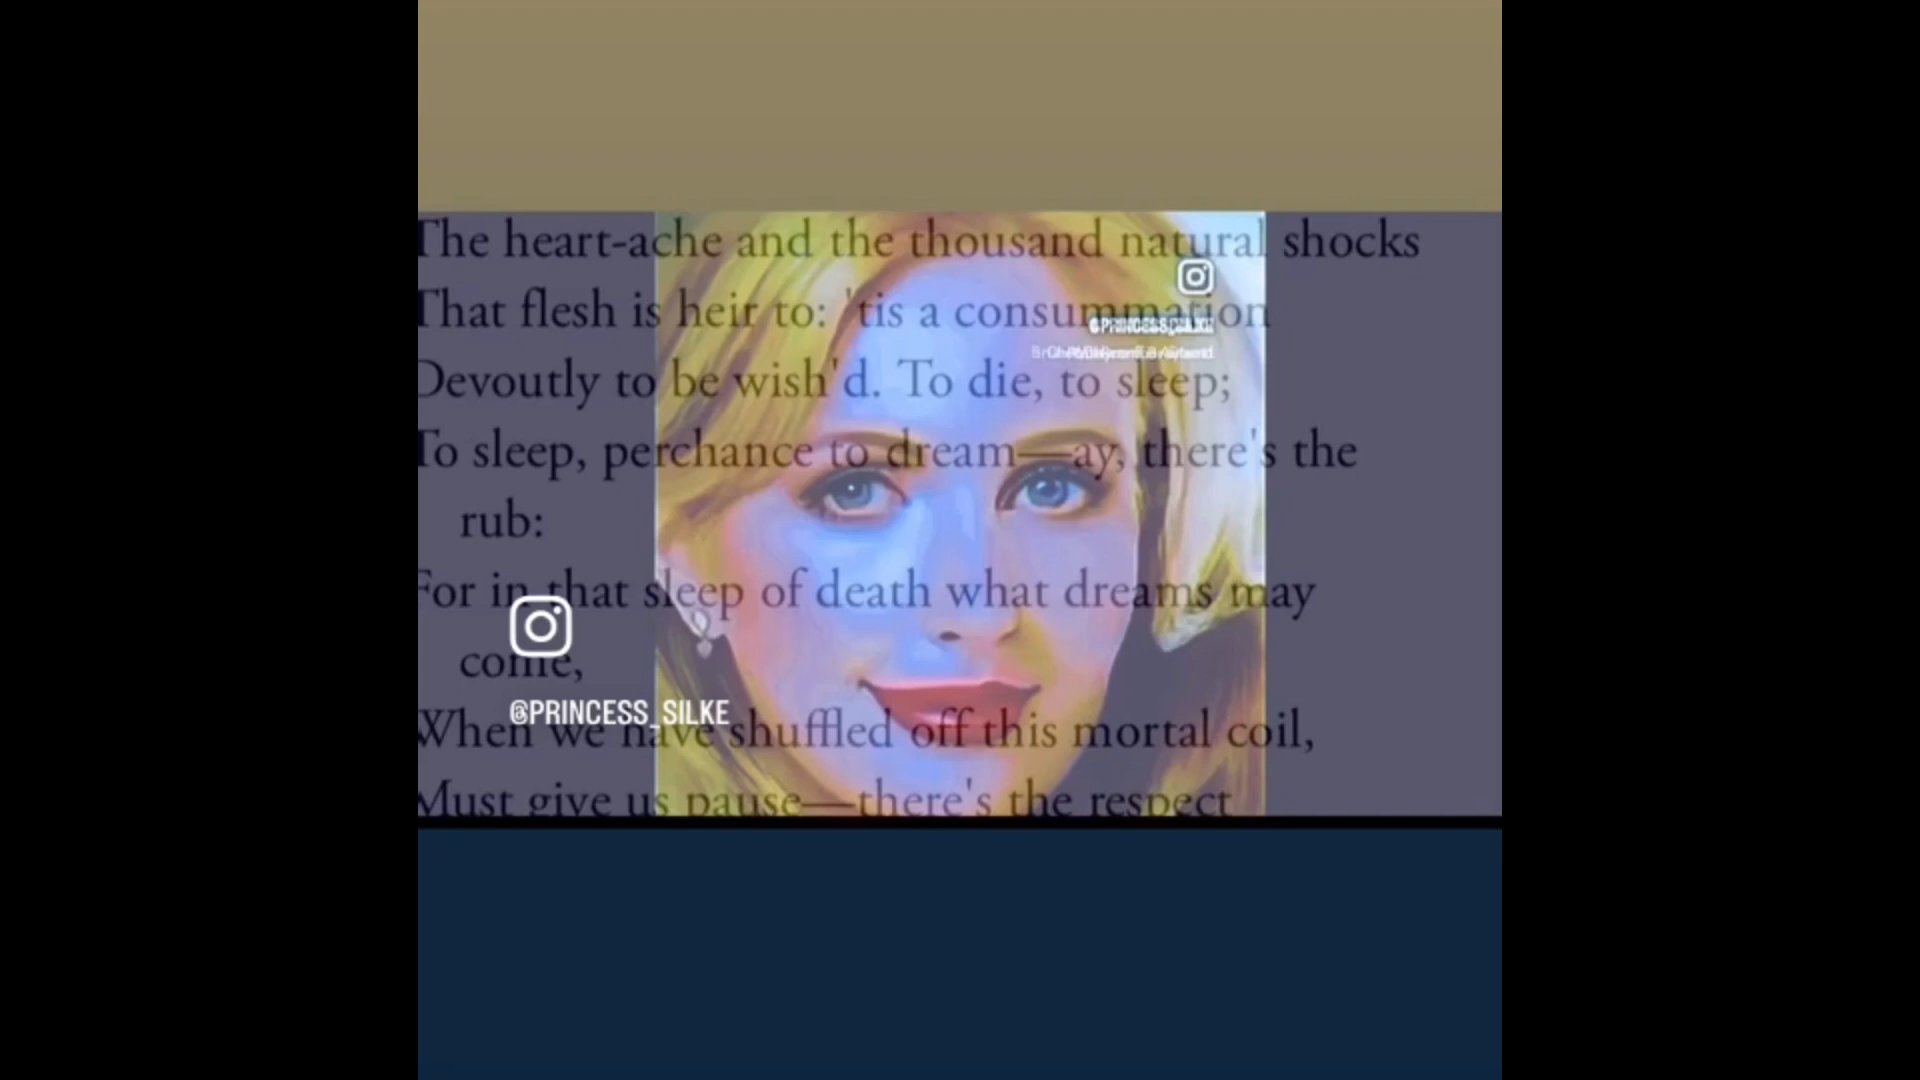 The heart-ache and the thousand natural shocks
That flesh is heir to: 'tis a consummation
@PRINCESS_SILKE
Devoutly to be wish'd. To die, to sleep;
To sleep, perchance to dream—ay, there's the
rub:
For in that sleep of death what dreams may
come,
@PRINCESS_SILKE
When we have shuffled off this mortal coil,
Must give us pause—there's the respect